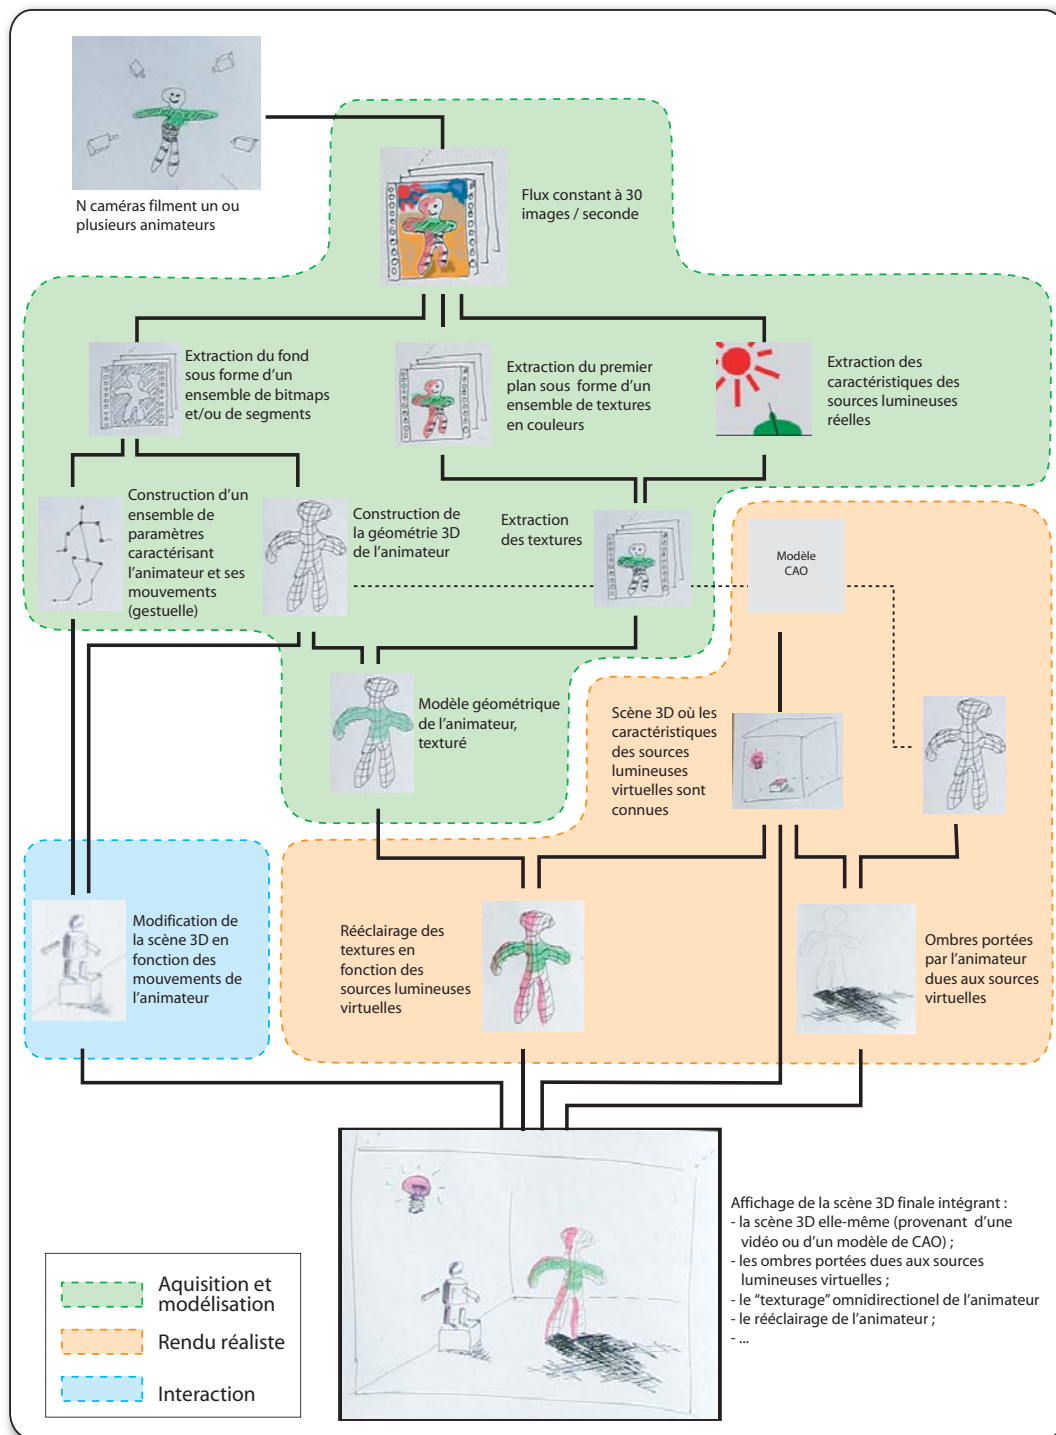 N caméras filment un ou
plusieurs animateurs
Flux constant à 30
images / seconde
Extraction du fond
sous forme d'un
ensemble de bitmaps
et/ou de segments
Extraction du premier
plan sous forme d'un
ensemble de textures
en couleurs
Extraction des
caractéristiques des
sources lumineuses
réelles
Construction d'un
ensemble de
paramètres
caractérisant
l'animateur et ses
mouvements
(gestuelle)
Construction de
la géométrie 3D
de l'animateur
Extraction
des textures
Modèle
CAO
Modèle géométrique
de l'animateur,
texturé
Scène 3D où les
caractéristiques
des sources
lumineuses
virtuelles sont
connues
Modification de
la scène 3D en
fonction des
mouvements de
l'animateur
Rééclairage des
textures en
fonction des
sources lumineuses
virtuelles
Ombres portées
par l'animateur
dues aux sources
virtuelles
Affichage de la scène 3D finale intégrant :
- la scène 3D elle-même (provenant d'une
vidéo ou d'un modèle de CAO) ;
- les ombres portées dues aux sources
lumineuses virtuelles ;
- le "texturage" omnidirectionel de l'animateur
- le rééclairage de l'animateur ;
- ...
Aquisition et
modélisation
Rendu réaliste
Interaction